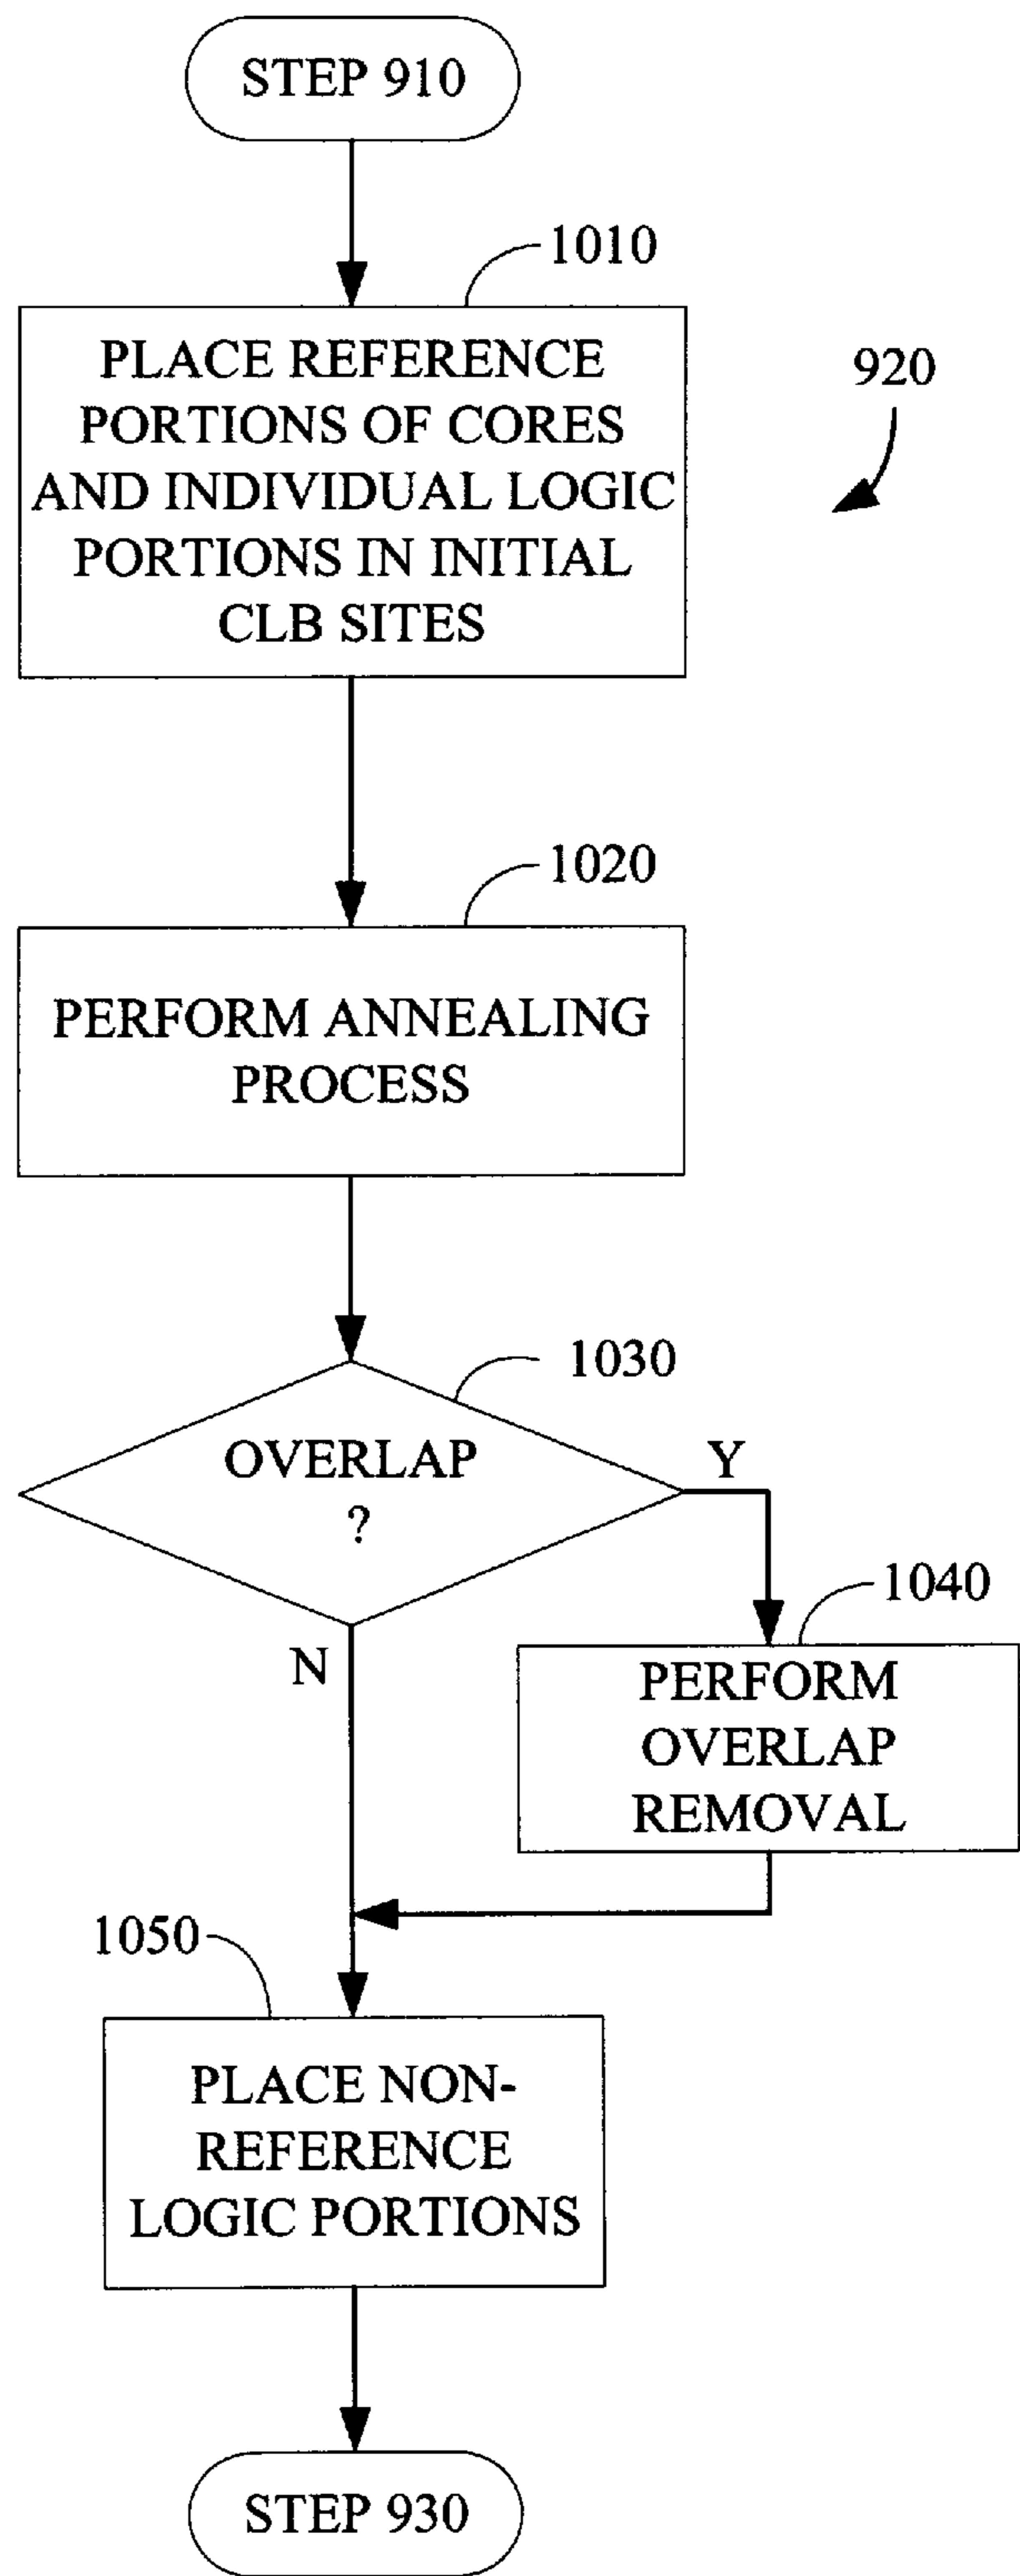 STEP 910
1010
PLACE REFERENCE
PORTIONS OF CORES
AND INDIVIDUAL LOGIC
PORTIONS IN INITIAL
CLB SITES
920
1020
PERFORM ANNEALING
PROCESS
1030
OVERLAP
?
Y
N
1040
PERFORM
OVERLAP
REMOVAL
1050
PLACE NON-
REFERENCE
LOGIC PORTIONS
STEP 930